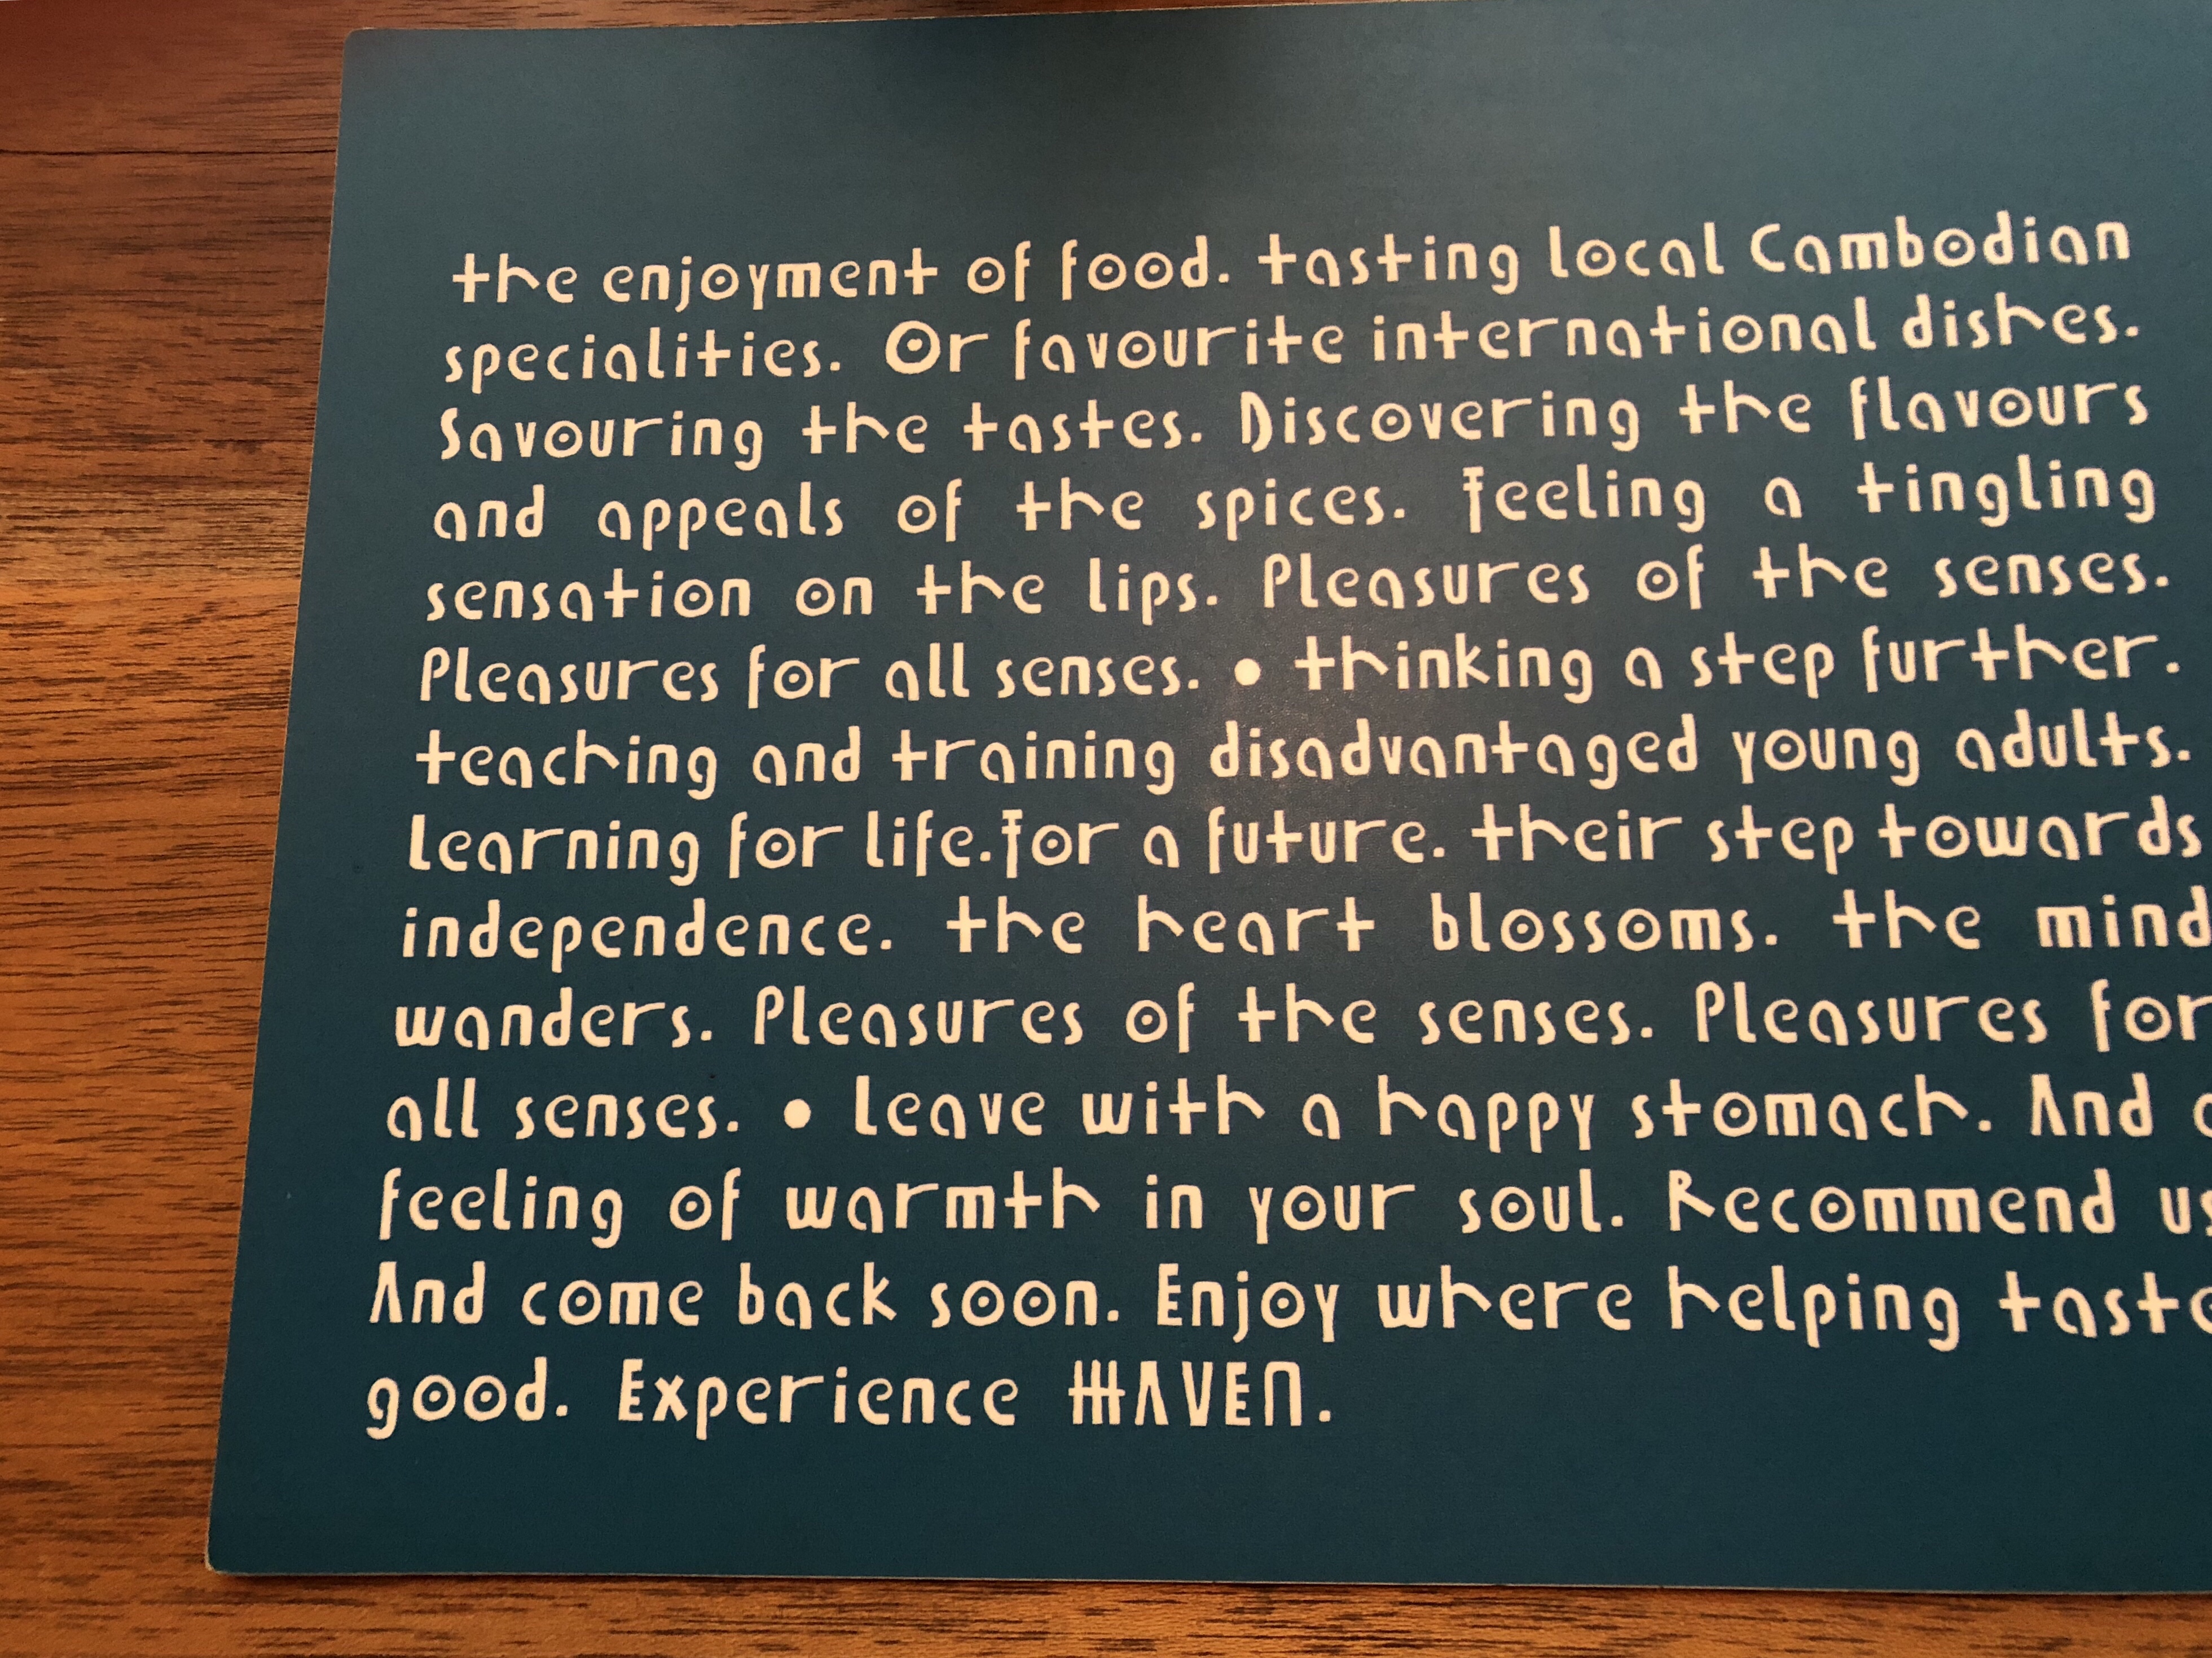 the enjoyment of food. tasting local Cambodian
specialities. Or favourite international dishes.
Savouring the tastes. Discovering the flavours
and appeals of the spices. Feeling a tingling
sensation on the lips. Pleasures of the senses.
Pleasures for all senses. • thinking a step further.
teaching and training disadvantaged young adults.
Learning for life.For a future. their step towards
independence. the heart blossoms. the mind
wanders. Pleasures of the senses. Pleasures for
all senses. • Leave with a happy stomach. And
feeling of warmth in your soul. Recommend us
And come back soon. Enjoy where helping taste
good. Experience HAVEN.